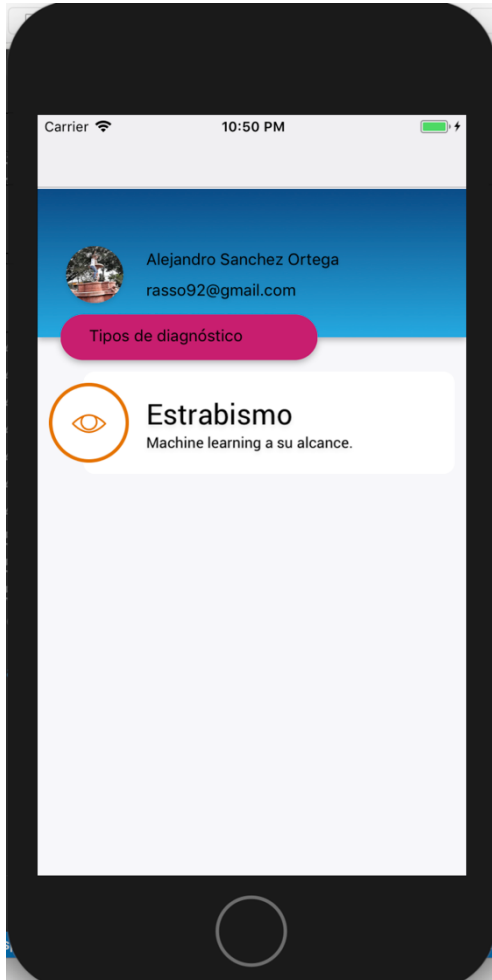 Carrier 10:50 PM
Alejandro Sanchez Ortega
rasso92@gmail.com
Tipos de diagnóstico
Estrabismo
Machine learning a su alcance.